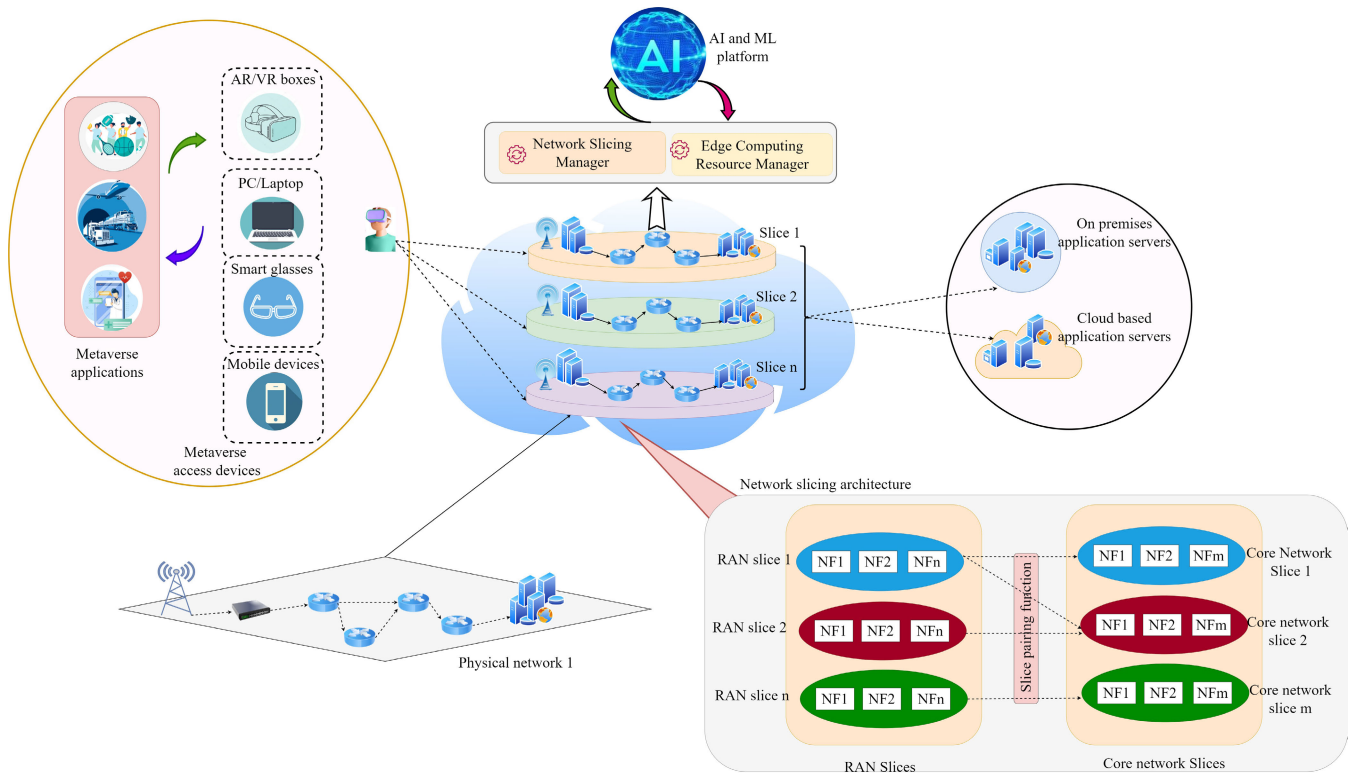 AI and ML
platform
AI
AR/VR boxes
PC/Laptop
Smart glasses
Mobile devices
Metaverse
applications
Metaverse
access devices
Network Slicing
Manager
Edge Computing
Resource Manager
Slice 1
Slice 2
Slice n
On premises
application servers
Cloud based
application servers
Physical network 1
Network slicing architecture
RAN slice 1
NF1 NF2 NFn
RAN slice 2
NF1 NF2 NFn
RAN slice n
NF1 NF2 NFn
RAN Slices
Slice pairing function
NF1 NF2 NFm
Core Network
Slice 1
NF1 NF2 NFm
Core network
slice 2
NF1 NF2 NFm
Core network
slice m
Core network Slices